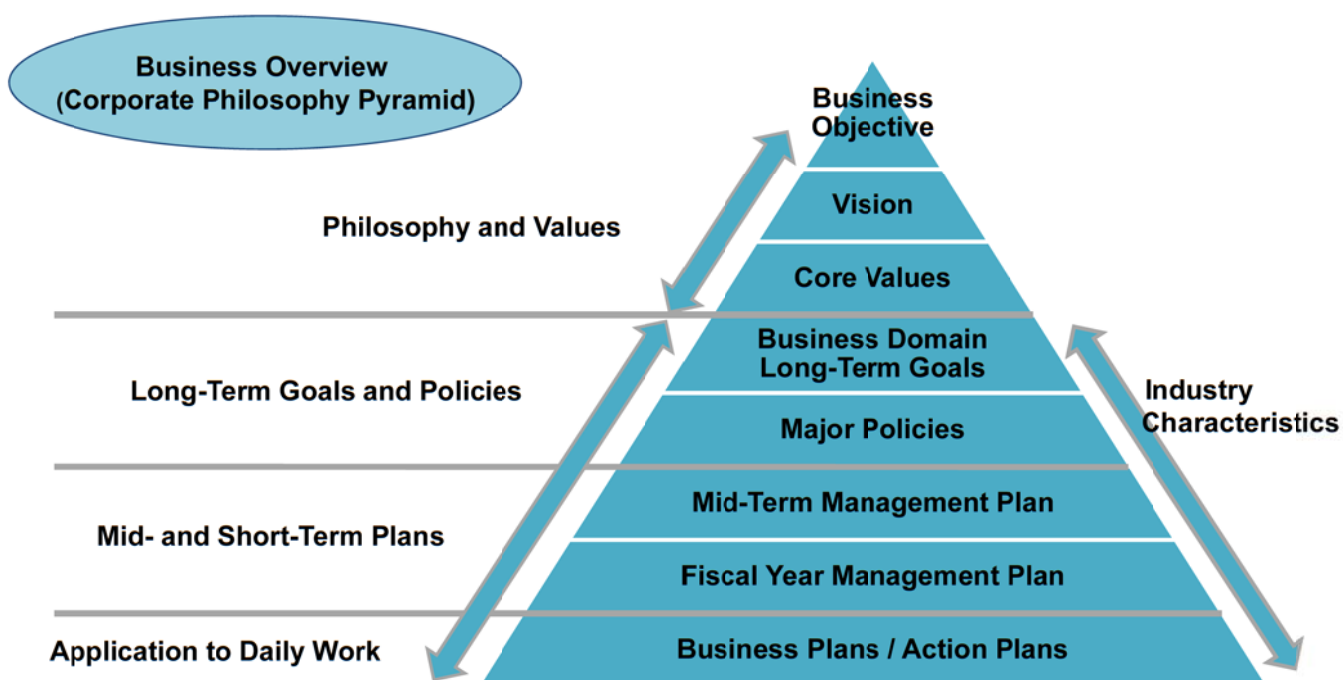 Business Overview
(Corporate Philosophy Pyramid)
Business
Objective
Vision
Philosophy and Values
Core Values
Business Domain
Long-Term Goals
Long-Term Goals and Policies
Industry
Characteristics
Major Policies
Mid-Term Management Plan
Mid- and Short-Term Plans
Fiscal Year Management Plan
Application to Daily Work
Business Plans / Action Plans